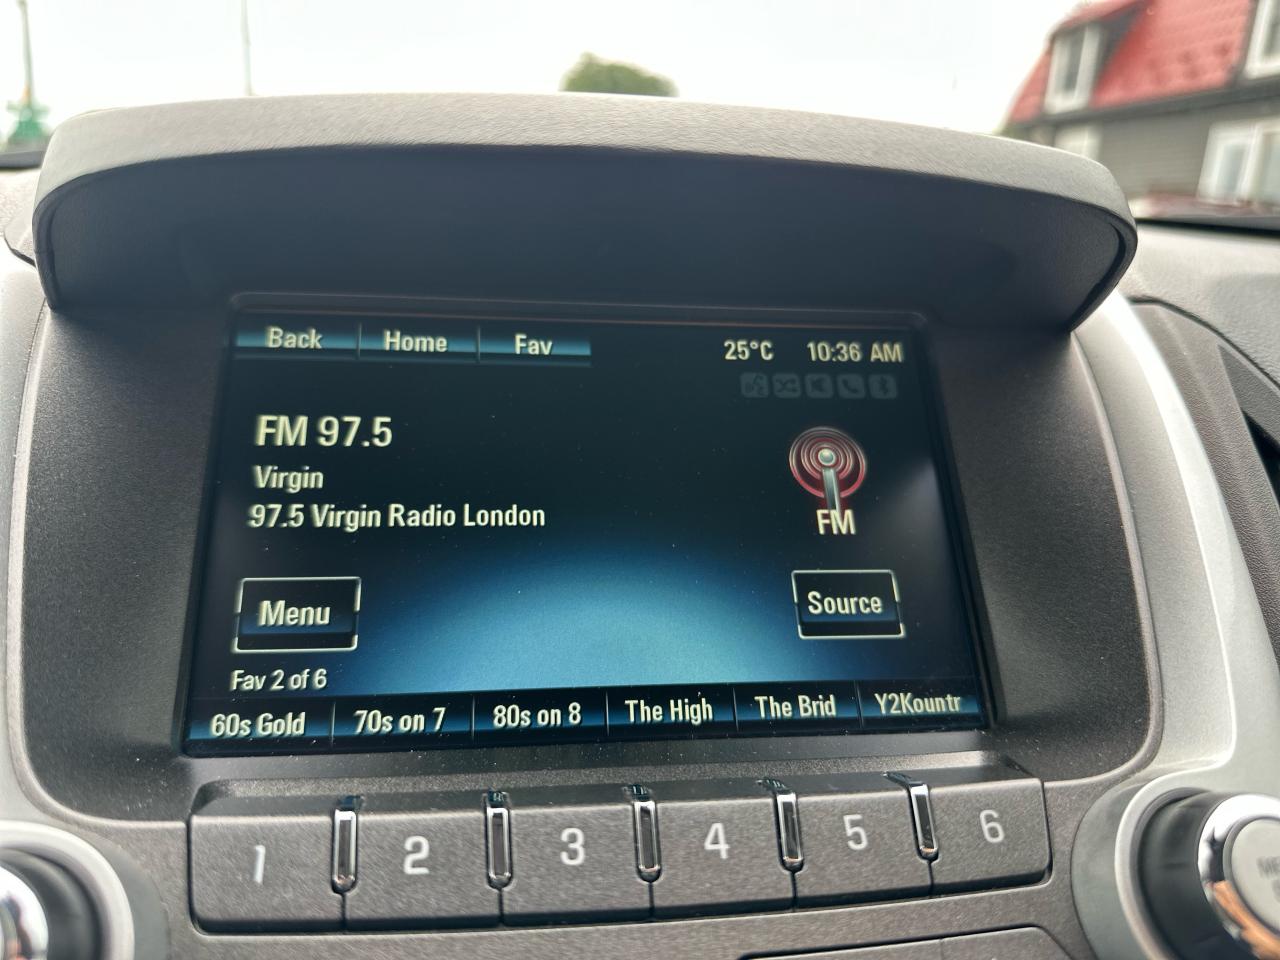 Back Home Fav 25°C 10:36 AM
FM 97.5
Virgin
97.5 Virgin Radio London
FM
Menu Source
Fav 2 of 6
60s Gold 70s on 7 80s on 8 The High The Brid Y2Kountr
1 2 3 4 5 6